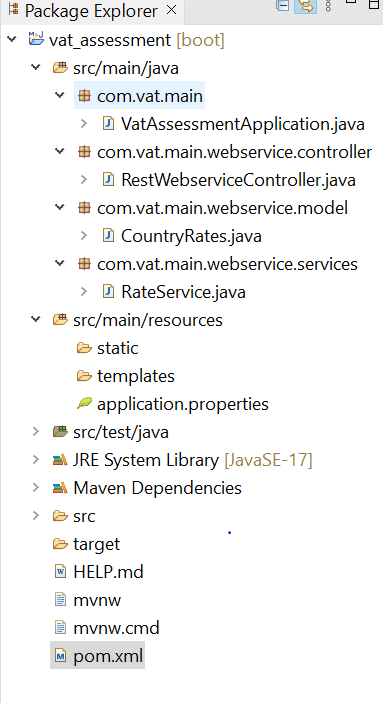 Package Explorer
vat_assessment [boot]
src/main/java
com.vat.main
VatAssessmentApplication.java
com.vat.main.webservice.controller
RestWebserviceController.java
com.vat.main.webservice.model
CountryRates.java
com.vat.main.webservice.services
RateService.java
src/main/resources
static
templates
application.properties
src/test/java
JRE System Library [JavaSE-17]
Maven Dependencies
src
target
HELP.md
mvnw
mvnw.cmd
pom.xml